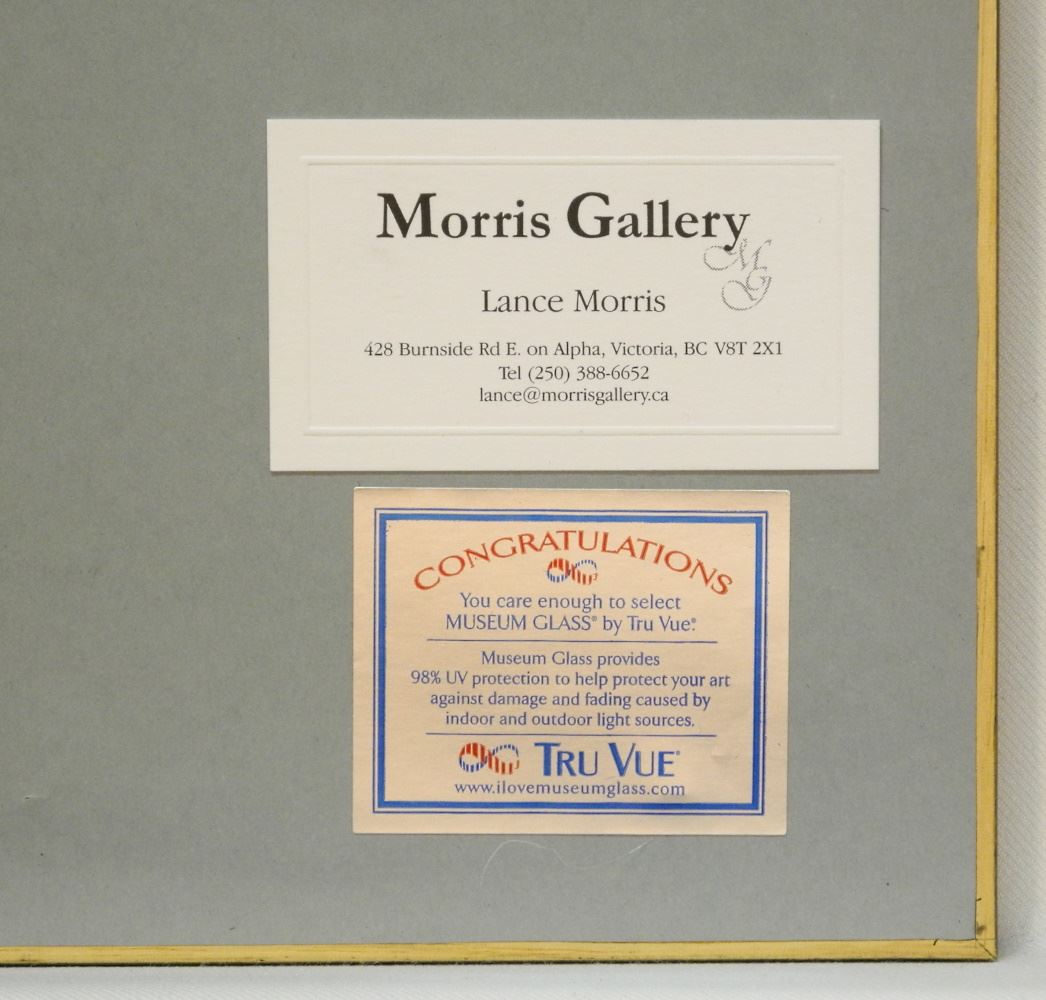 Morris Gallery
MG
Lance Morris
428 Burnside Rd E. on Alpha, Victoria, BC V8T 2X1
Tel (250) 388-6652
lance@morrisgallery.ca
CONGRATULATIONS
You care enough to select
MUSEUM GLASS® by Tru Vue®
Museum Glass provides
98% UV protection to help protect your art
against damage and fading caused by
indoor and outdoor light sources.
TRU VUE®
www.ilovemuseumglass.com